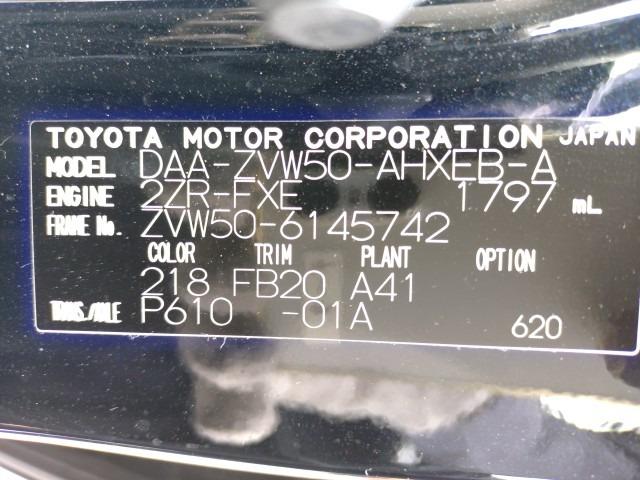 TOYOTA MOTOR CORPORATION JAPAN
MODEL DAA-ZVW50-AHXEB-A
ENGINE 2ZR-FXE 1797 mL
FRAME No. ZVW50-6145742
COLOR TRIM PLANT OPTION
218 FB20 A41
TRANS./AXLE P610 -01A 620